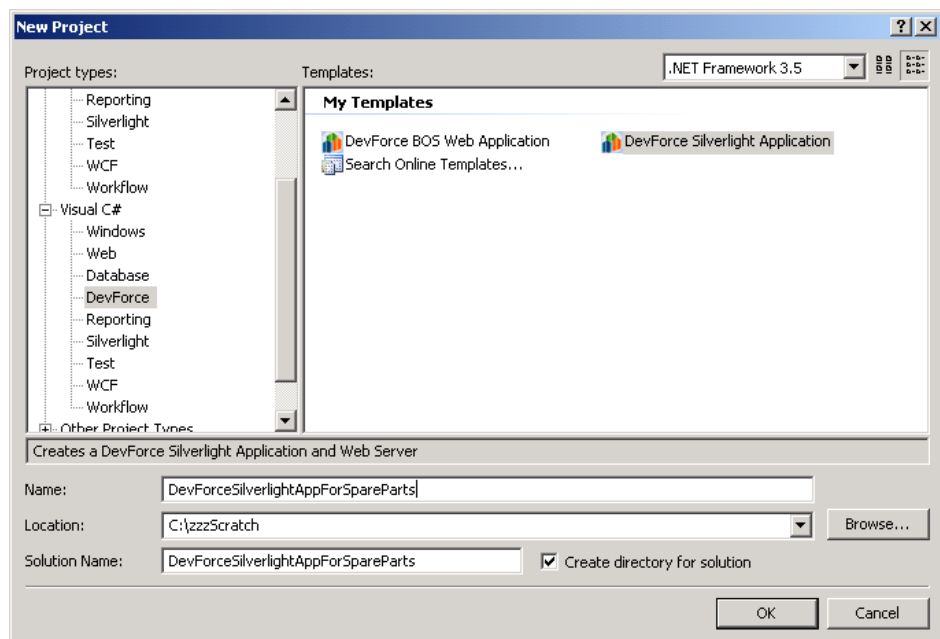 New Project
Project types:
Templates:
.NET Framework 3.5
Reporting
Silverlight
Test
WCF
Workflow
Visual C#
Windows
Web
Database
DevForce
Reporting
Silverlight
Test
WCF
Workflow
Other Project Types
My Templates
DevForce BOS Web Application
DevForce Silverlight Application
Search Online Templates...
Creates a DevForce Silverlight Application and Web Server
Name:
DevForceSilverlightAppForSpareParts
Location:
C:\zzzScratch
Browse...
Solution Name:
DevForceSilverlightAppForSpareParts
Create directory for solution
OK
Cancel